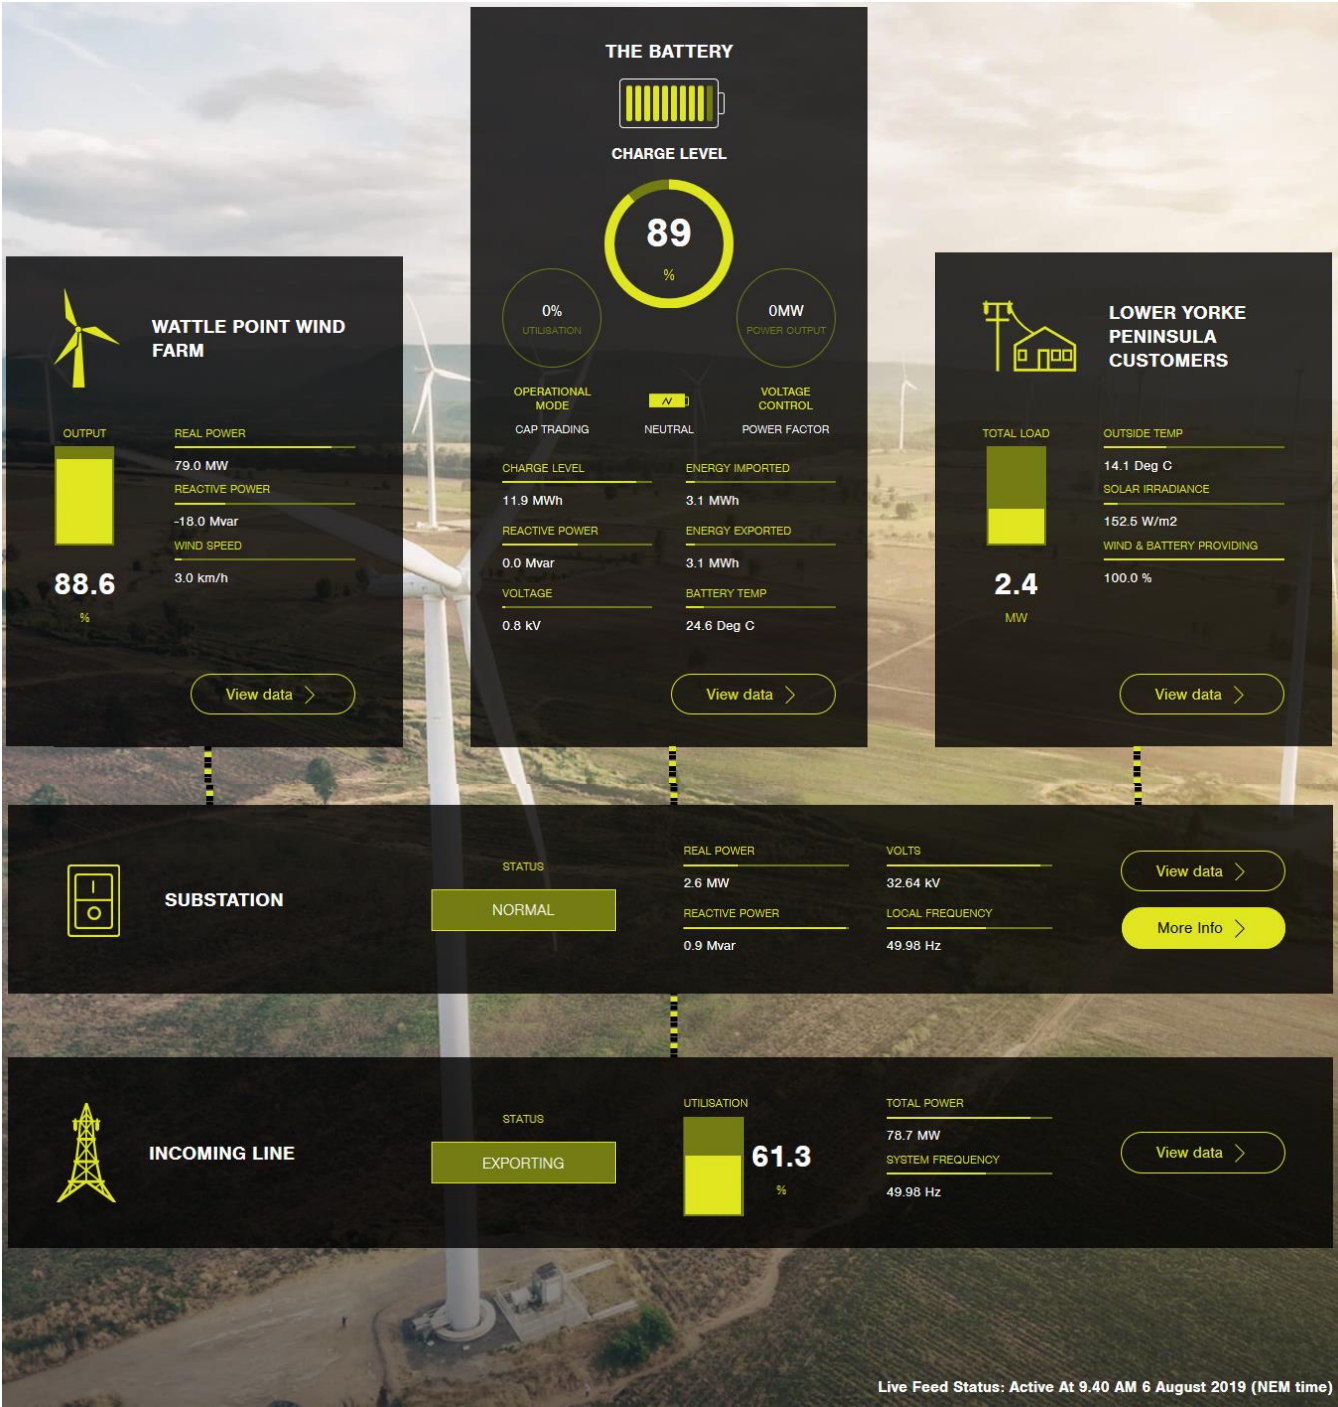 THE BATTERY
CHARGE LEVEL
89
%
0%
UTILISATION
0MW
POWER OUTPUT
OPERATIONAL
MODE
CAP TRADING
NEUTRAL
VOLTAGE
CONTROL
POWER FACTOR
CHARGE LEVEL
11.9 MWh
REACTIVE POWER
0.0 Mvar
VOLTAGE
0.8 kV
ENERGY IMPORTED
3.1 MWh
ENERGY EXPORTED
3.1 MWh
BATTERY TEMP
24.6 Deg C
View data
WATTLE POINT WIND
FARM
OUTPUT
88.6
%
REAL POWER
79.0 MW
REACTIVE POWER
-18.0 Mvar
WIND SPEED
3.0 km/h
View data
LOWER YORKE
PENINSULA
CUSTOMERS
TOTAL LOAD
2.4
MW
OUTSIDE TEMP
14.1 Deg C
SOLAR IRRADIANCE
152.5 W/m2
WIND & BATTERY PROVIDING
100.0 %
View data
SUBSTATION
STATUS
NORMAL
REAL POWER
2.6 MW
REACTIVE POWER
0.9 Mvar
VOLTS
32.64 kV
LOCAL FREQUENCY
49.98 Hz
View data
More Info
INCOMING LINE
STATUS
EXPORTING
UTILISATION
61.3
%
TOTAL POWER
78.7 MW
SYSTEM FREQUENCY
49.98 Hz
View data
Live Feed Status: Active At 9.40 AM 6 August 2019 (NEM time)